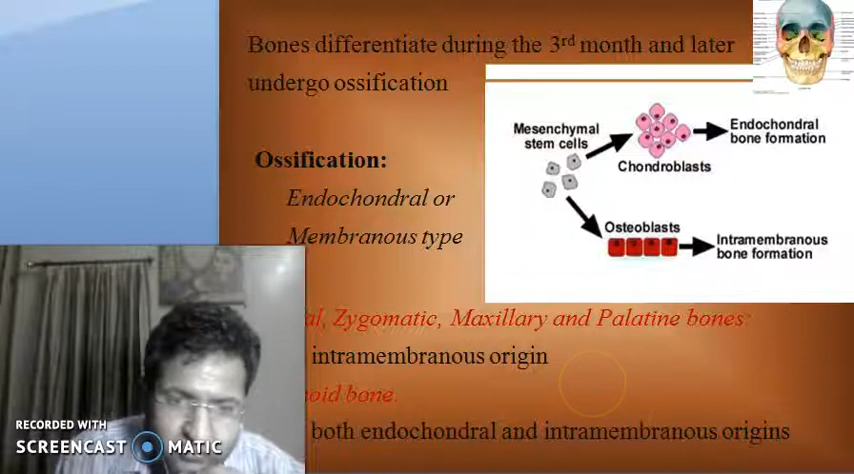 Bones differentiate during the 3rd month and later
undergo ossification
Ossification:
Endochondral or
Membranous type
Mesenchymal
stem cells
Chondroblasts
Endochondral
bone formation
Osteoblasts
Intramembranous
bone formation
Zygomatic, Maxillary and Palatine bones:
intramembranous origin
bone.
both endochondral and intramembranous origins
RECORDED WITH
SCREENCAST MATIC